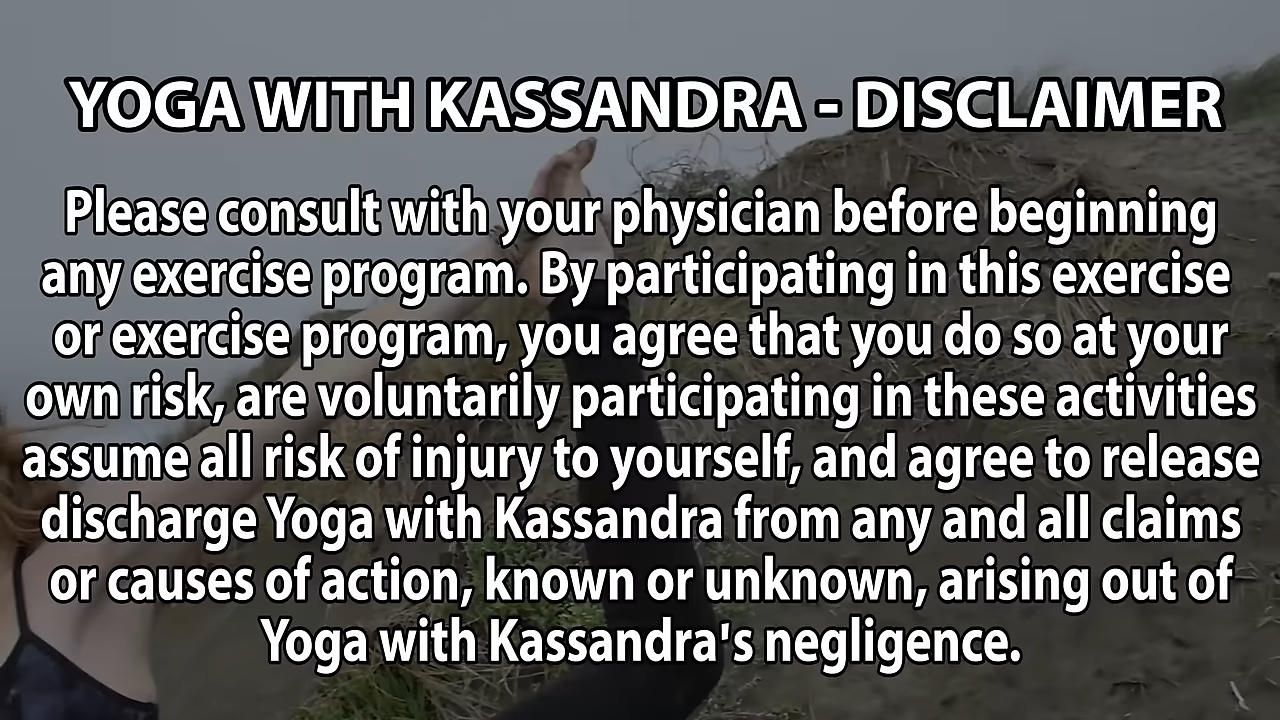 YOGA WITH KASSANDRA - DISCLAIMER
Please consult with your physician before beginning
any exercise program. By participating in this exercise
or exercise program, you agree that you do so at your
own risk, are voluntarily participating in these activities
assume all risk of injury to yourself, and agree to release
discharge Yoga with Kassandra from any and all claims
or causes of action, known or unknown, arising out of
Yoga with Kassandra's negligence.